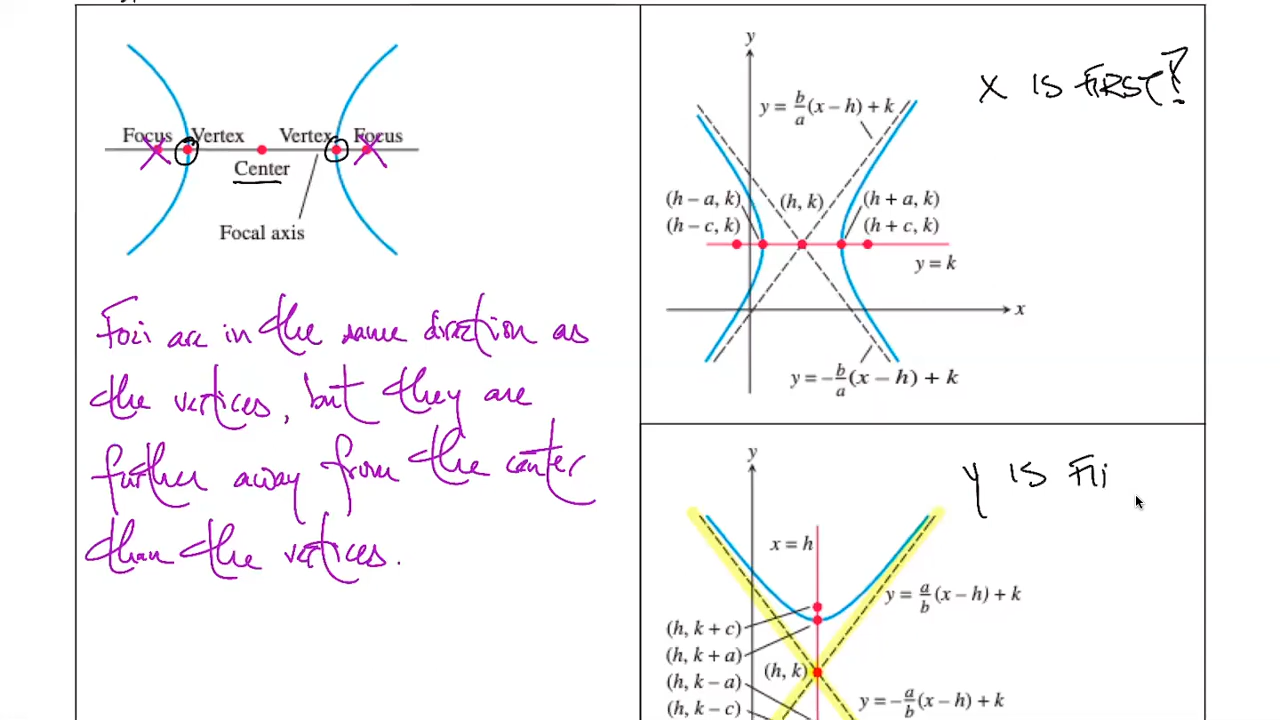 Focus Vertex Vertex Focus
Center
Focal axis
Foci are in the same direction as
the vertices, but they are
further away from the center
than the vertices.
y
X IS FIRST!
y = b/a (x – h) + k
(h – a, k) (h, k) (h + a, k)
(h – c, k) (h + c, k)
y = k
x
y = – b/a (x – h) + k
y
Y IS FI
x = h
y = a/b (x – h) + k
(h, k + c)
(h, k + a)
(h, k)
(h, k – a)
(h, k – c)
y = – a/b (x – h) + k